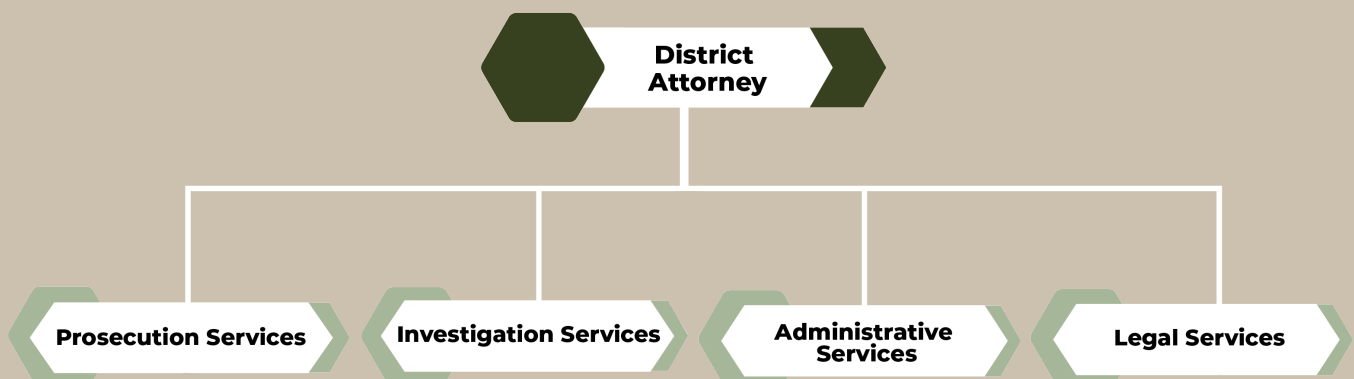 District
Attorney
Prosecution Services
Investigation Services
Administrative
Services
Legal Services